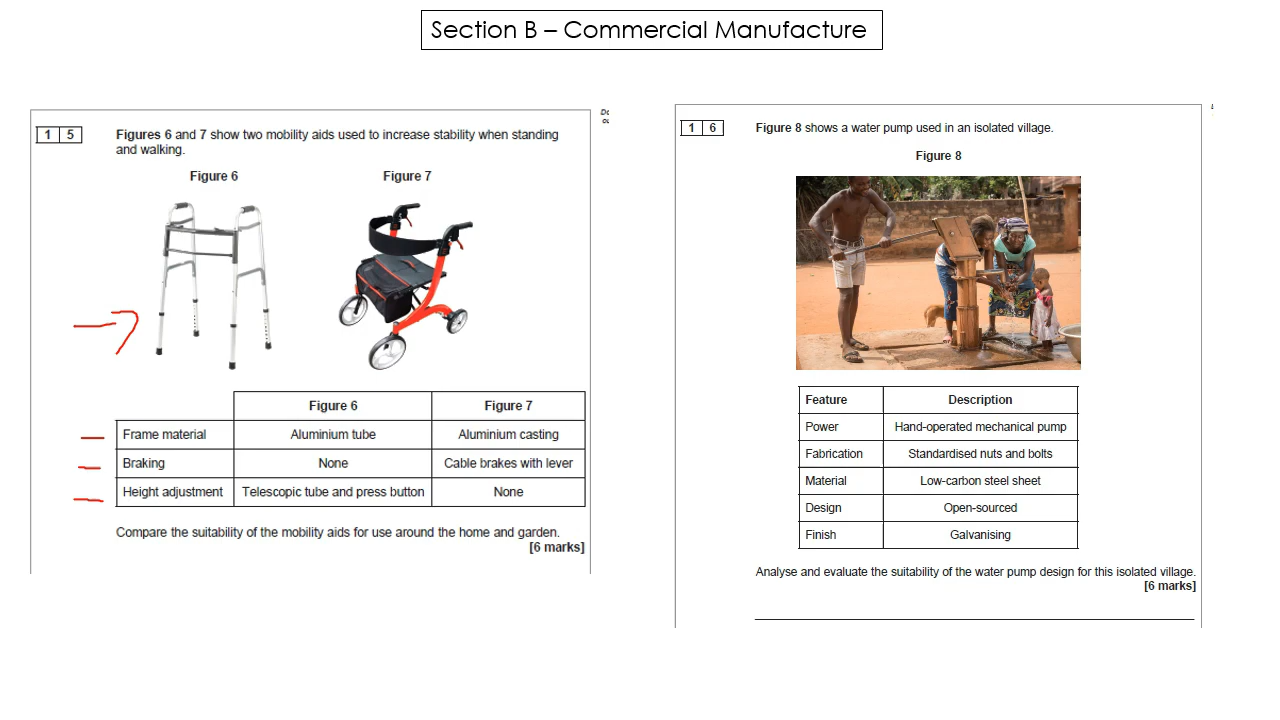 Section B – Commercial Manufacture
1 5
Figures 6 and 7 show two mobility aids used to increase stability when standing
and walking.
Figure 6 Figure 7
Figure 6 Figure 7
Frame material Aluminium tube Aluminium casting
Braking None Cable brakes with lever
Height adjustment Telescopic tube and press button None
Compare the suitability of the mobility aids for use around the home and garden.
[6 marks]
1 6
Figure 8 shows a water pump used in an isolated village.
Figure 8
Feature Description
Power Hand-operated mechanical pump
Fabrication Standardised nuts and bolts
Material Low-carbon steel sheet
Design Open-sourced
Finish Galvanising
Analyse and evaluate the suitability of the water pump design for this isolated village.
[6 marks]